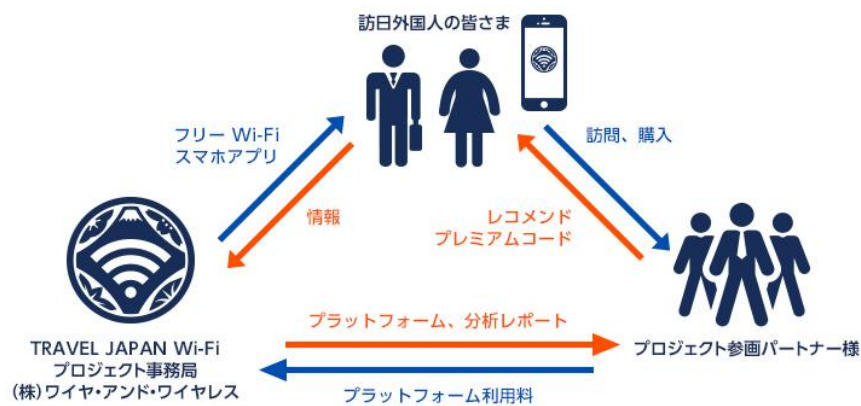 訪日外国人の皆さま
フリー Wi-Fi
スマホアプリ
訪問、購入
情報
レコメンド
プレミアムコード
プラットフォーム、分析レポート
TRAVEL JAPAN Wi-Fi
プロジェクト事務局
(株)ワイヤ・アンド・ワイヤレス
プロジェクト参画パートナー様
プラットフォーム利用料